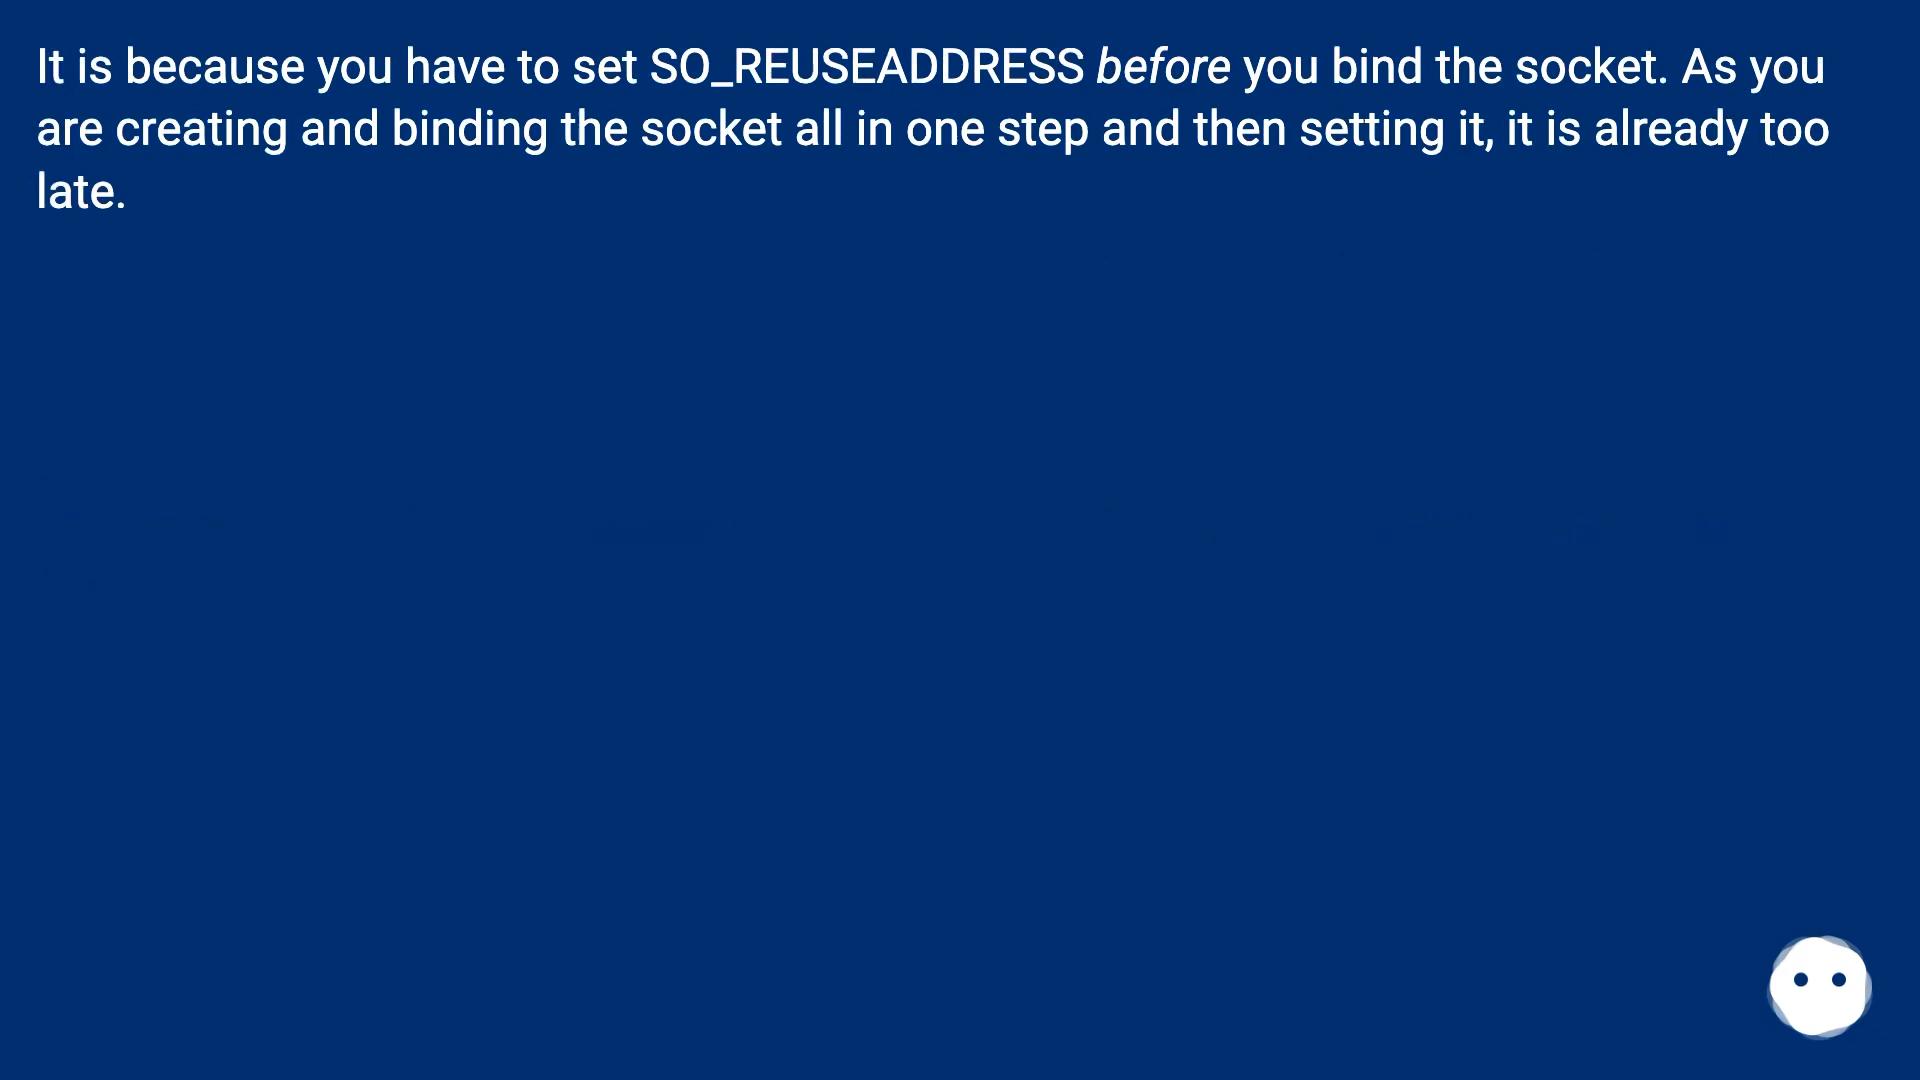 It is because you have to set SO_REUSEADDRESS before you bind the socket. As you
are creating and binding the socket all in one step and then setting it, it is already too
late.